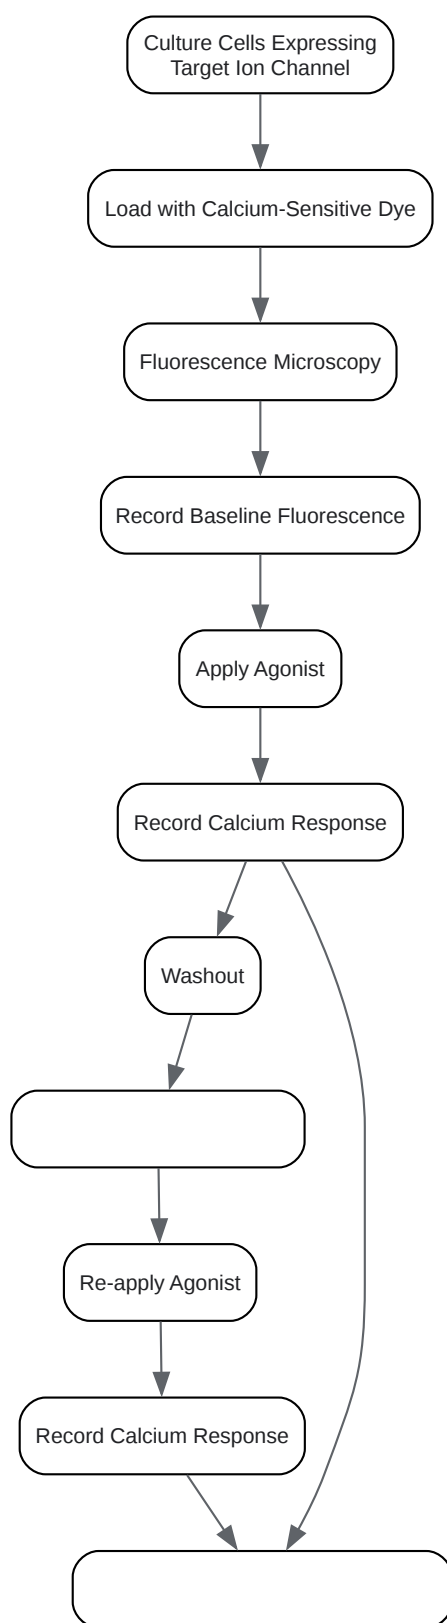 Culture Cells Expressing
Target Ion Channel
Load with Calcium-Sensitive Dye
Fluorescence Microscopy
Record Baseline Fluorescence
Apply Agonist
Record Calcium Response
Washout
Re-apply Agonist
Record Calcium Response